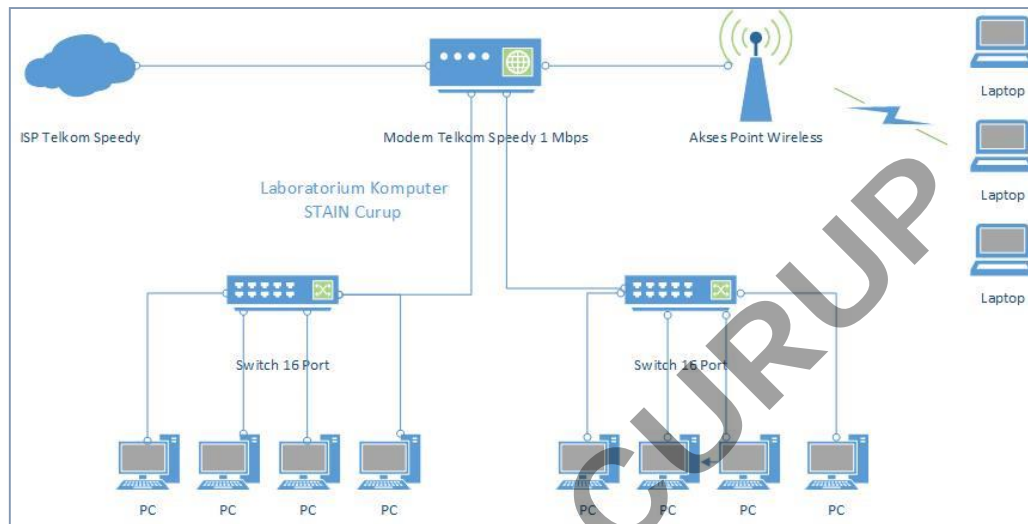 ISP Telkom Speedy
Modem Telkom Speedy 1 Mbps
Akses Point Wireless
Laptop
Laptop
Laptop
Laboratorium Komputer
STAIN Curup
Switch 16 Port
Switch 16 Port
PC
PC
PC
PC
PC
PC
PC
PC
CURUP